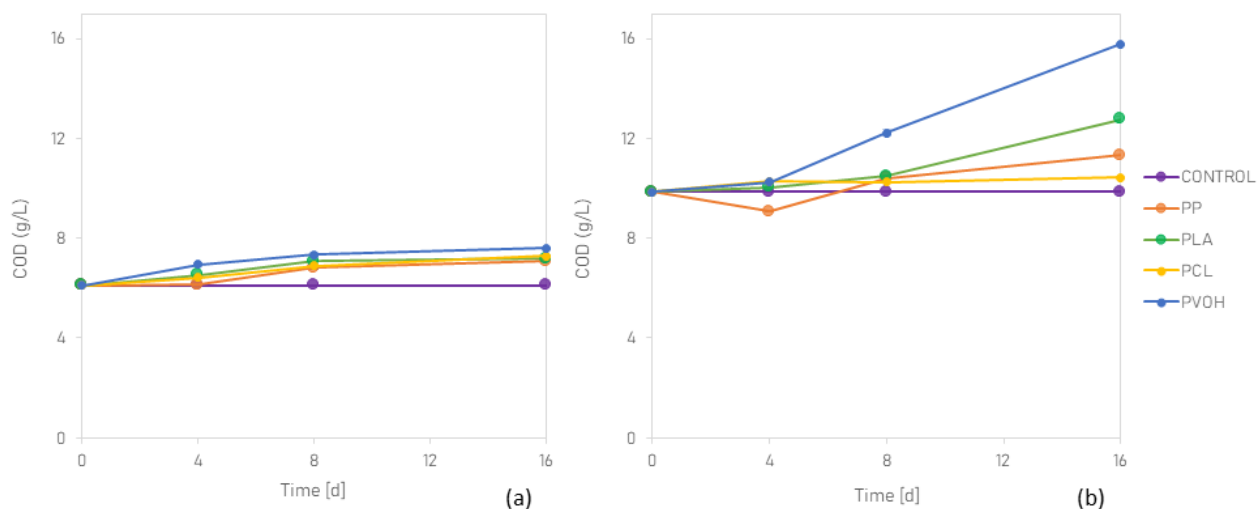 COD (g/L)
16
12
8
4
0
0 4 8 12 16
Time [d]
(a)
COD (g/L)
16
12
8
4
0
0 4 8 12 16
Time [d]
(b)
CONTROL
PP
PLA
PCL
PVOH